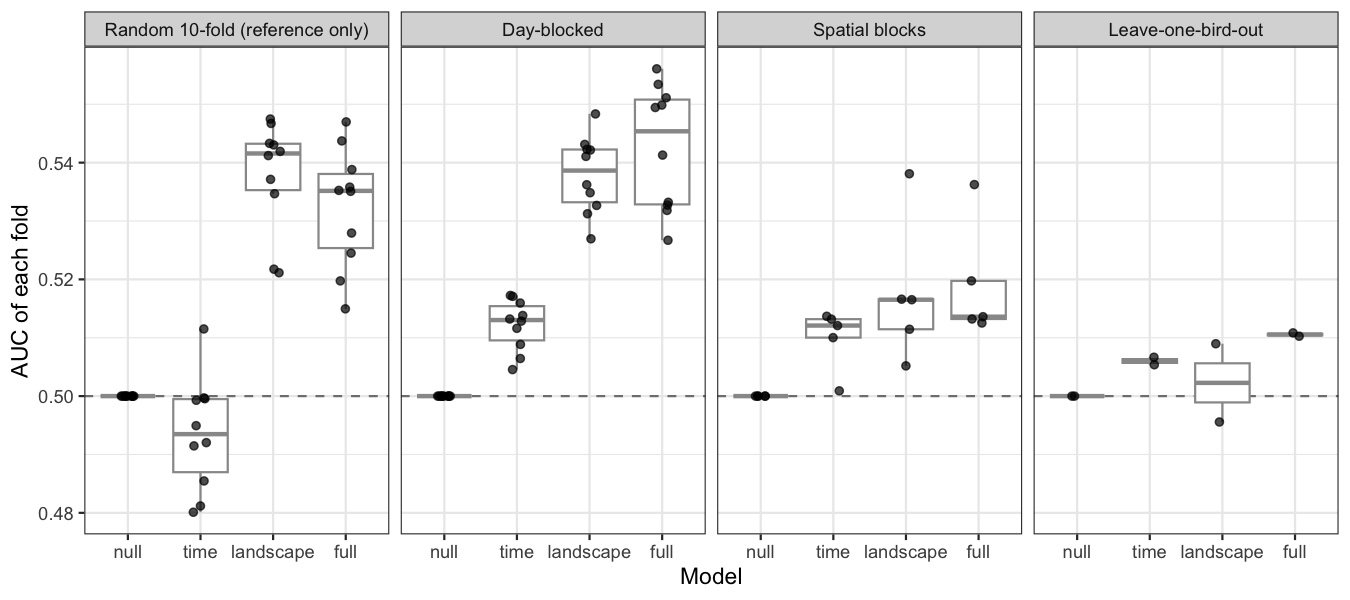 Random 10-fold (reference only) Day-blocked Spatial blocks Leave-one-bird-out
AUC of each fold
0.54
0.52
0.50
0.48
null time landscape full null time landscape full null time landscape full null time landscape full
Model